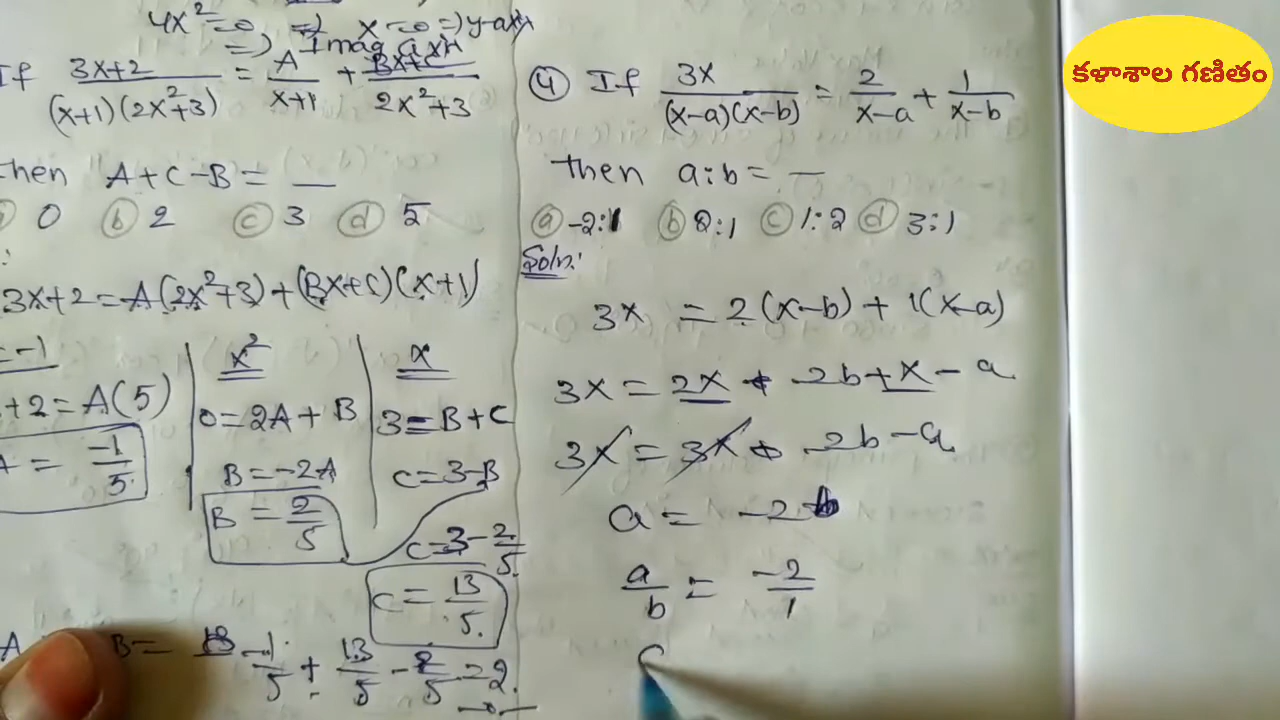 4x²=0 => x=0 => y-axis
=> Imag axis
If 3x+2/(x+1)(2x²+3) = A/x+1 + Bx+C/2x²+3
then A+C-B = __
0 (b) 2 (c) 3 (d) 5
3x+2 = A(2x²+3)+(Bx+C)(x+1)
=-1
+2=A(5)
A = -1/5
x²
0=2A+B
B=-2A
B = 2/5
x
3=B+C
C=3-B
C=3-2/5
C = 13/5
A B= -1/5 + 13/5 - 2/5 = 2
కళాశాల గణితం
(4) If 3x/(x-a)(x-b) = 2/x-a + 1/x-b
then a:b = __
(a) -2:1 (b) 2:1 (c) 1:2 (d) 3:1
Soln:
3x = 2(x-b) + 1(x-a)
3x = 2x - 2b+x-a
3x = 3x - 2b-a
a = -2b
a/b = -2/1